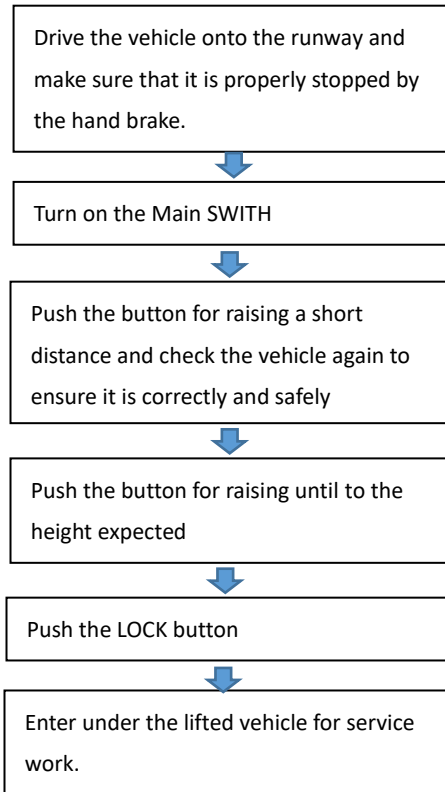 Drive the vehicle onto the runway and
make sure that it is properly stopped by
the hand brake.
Turn on the Main SWITH
Push the button for raising a short
distance and check the vehicle again to
ensure it is correctly and safely
Push the button for raising until to the
height expected
Push the LOCK button
Enter under the lifted vehicle for service
work.